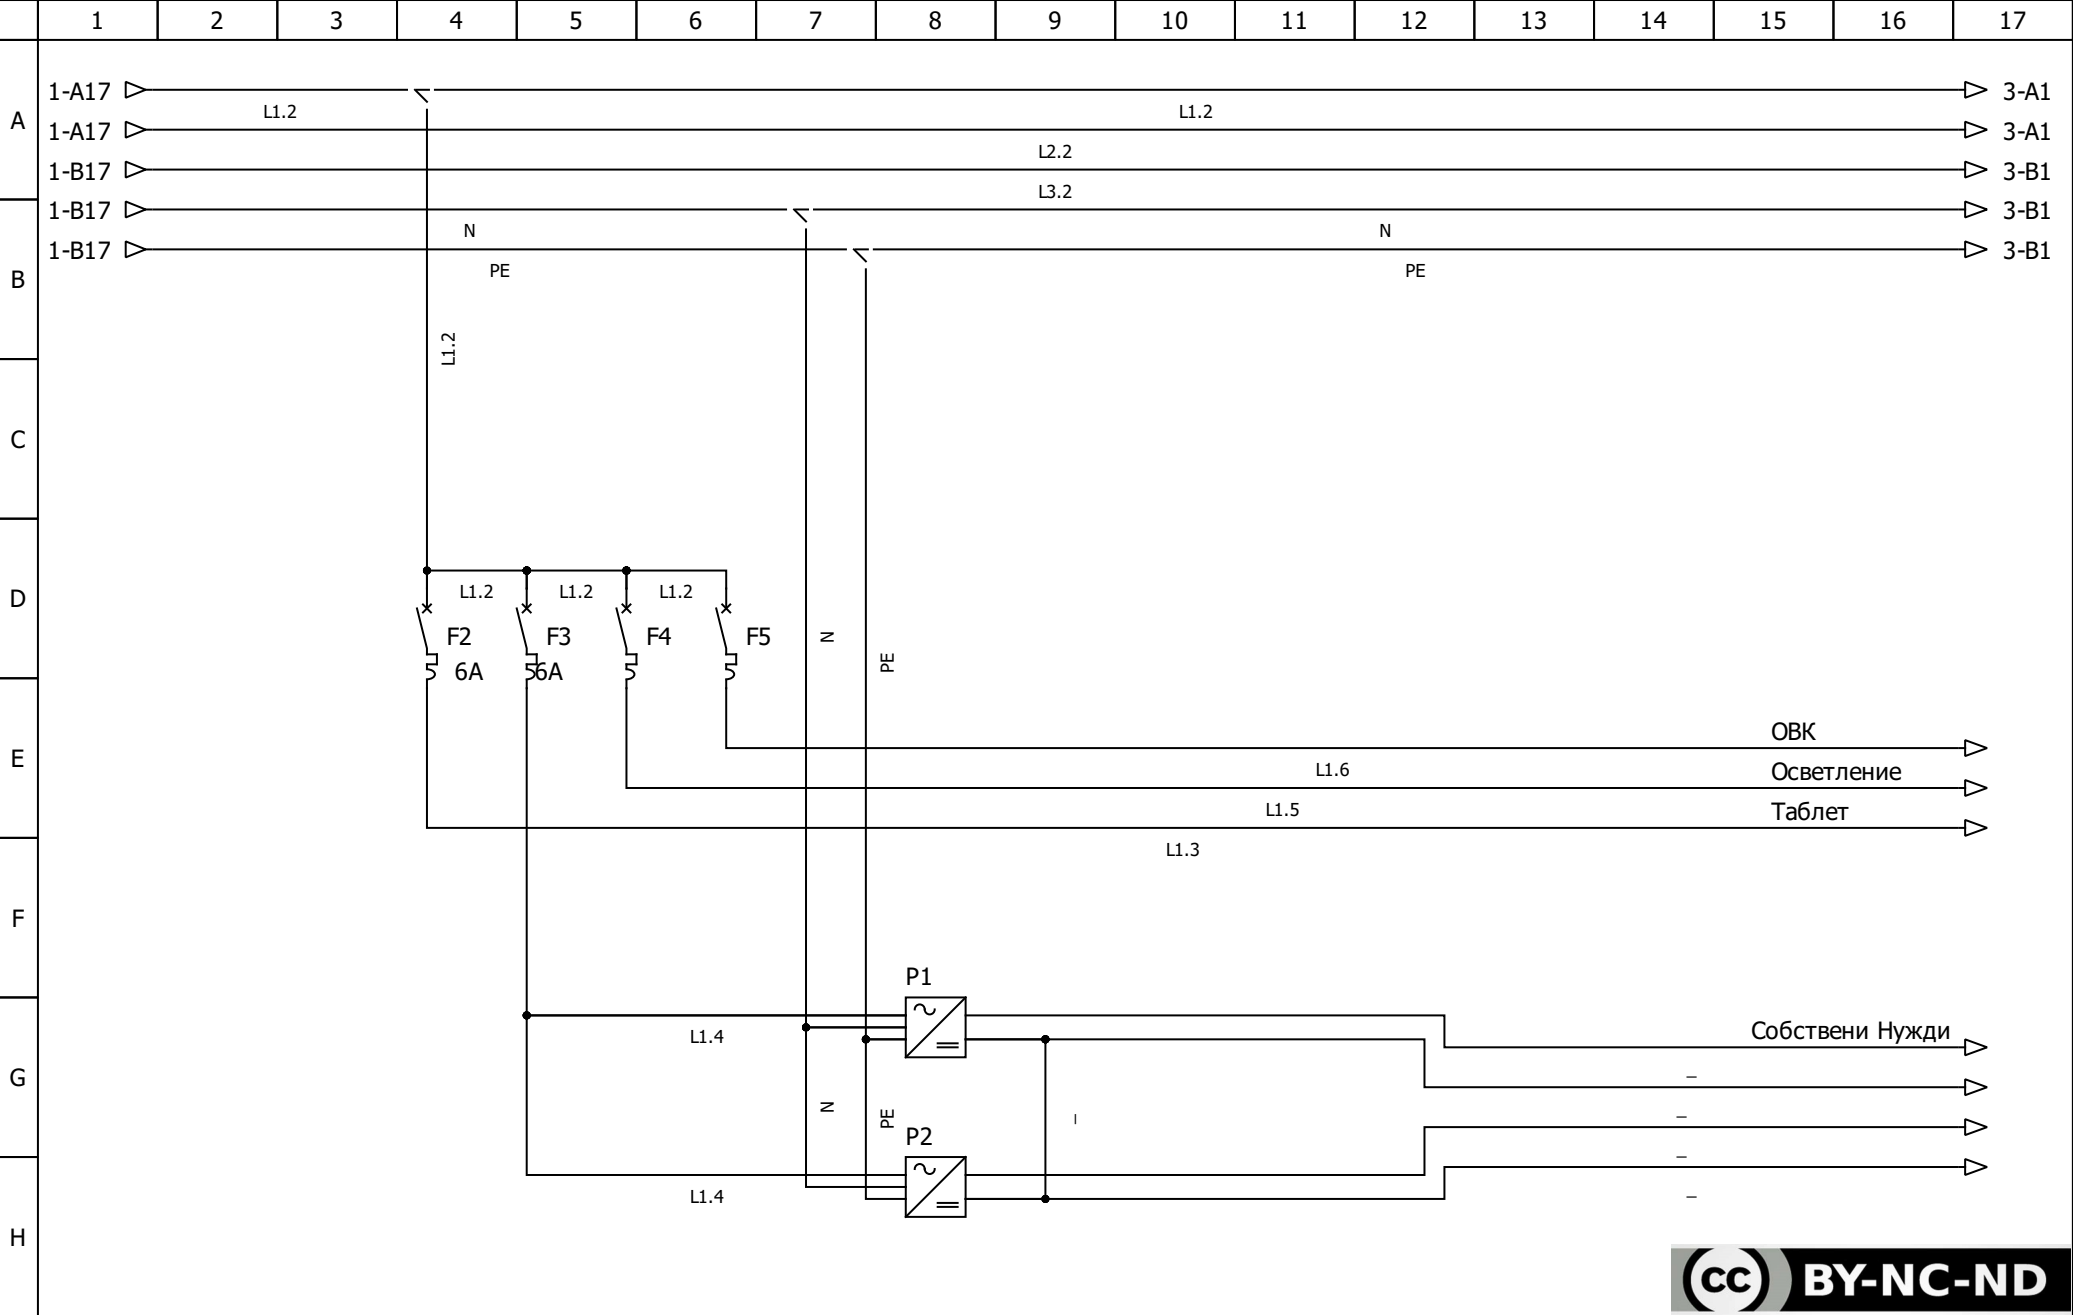 1 2 3 4 5 6 7 8 9 10 11 12 13 14 15 16 17
A
1-A17 3-A1
L1.2 L1.2
1-A17 3-A1
L2.2
1-B17 3-B1
L3.2
1-B17 3-B1
N N
1-B17 3-B1
PE PE
B
L1.2
C
D
L1.2 L1.2 L1.2
F2 F3 F4 F5
N
6A 6A
PE
E
ОВК
L1.6
Осветление
L1.5
Таблет
L1.3
F
P1
Собствени Нужди
L1.4
G
N
PE
P2
L1.4
H
cc BY-NC-ND